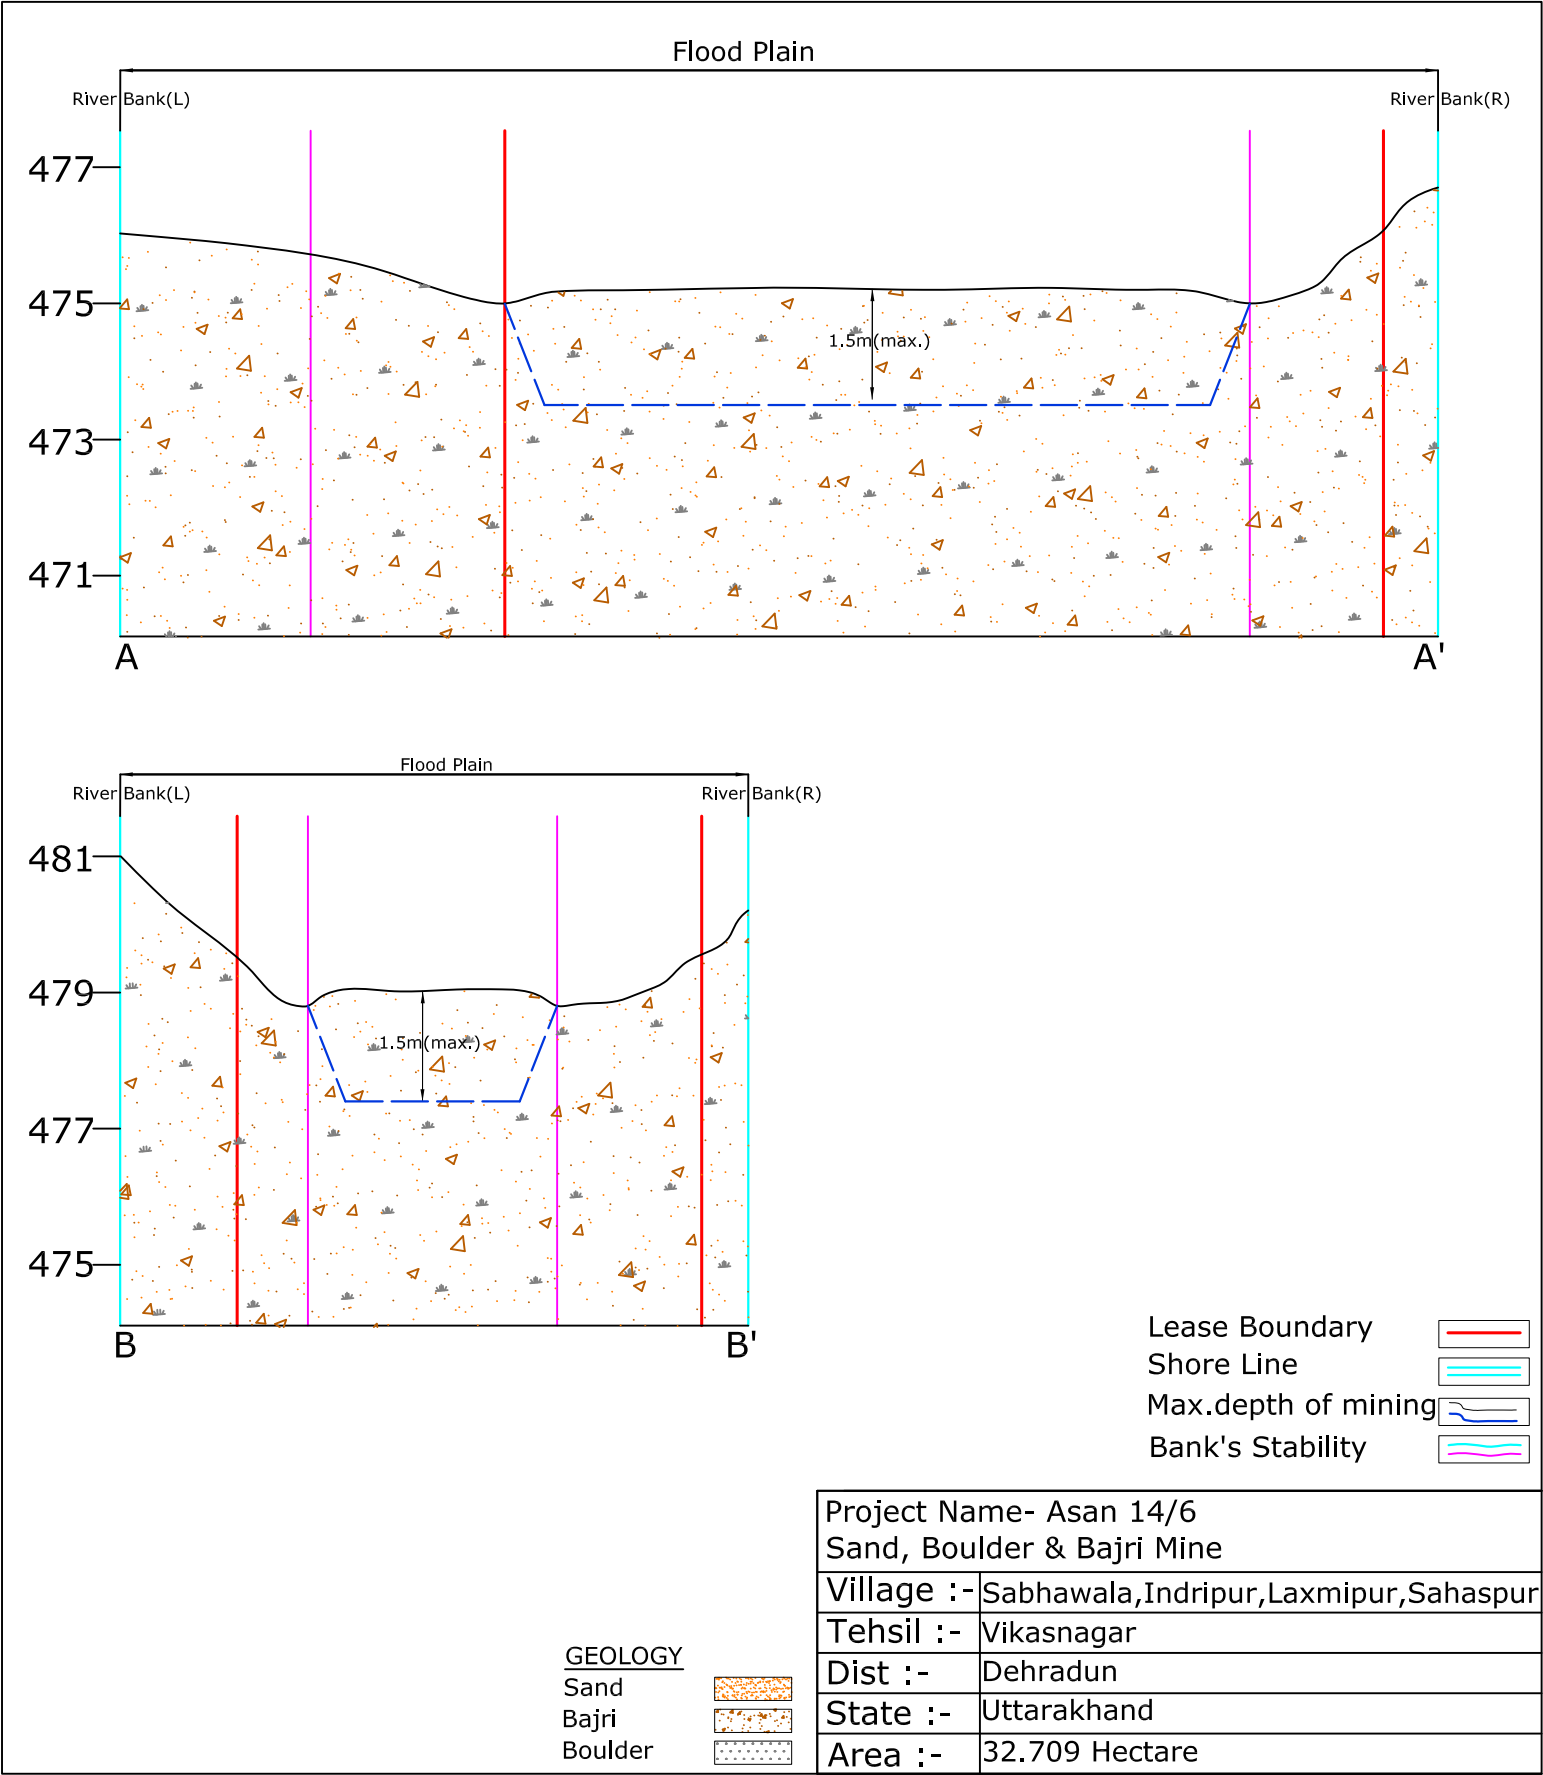 Flood Plain
River Bank(L)
River Bank(R)
477
475
1.5m(max.)
473
471
A
A'
Flood Plain
River Bank(L)
River Bank(R)
481
479
1.5m(max.)
477
475
B
B'
Lease Boundary
Shore Line
Max.depth of mining
Bank's Stability
Project Name- Asan 14/6
Sand, Boulder & Bajri Mine
Village :- Sabhawala,Indripur,Laxmipur,Sahaspur
Tehsil :- Vikasnagar
Dist :- Dehradun
State :- Uttarakhand
Area :- 32.709 Hectare
GEOLOGY
Sand
Bajri
Boulder